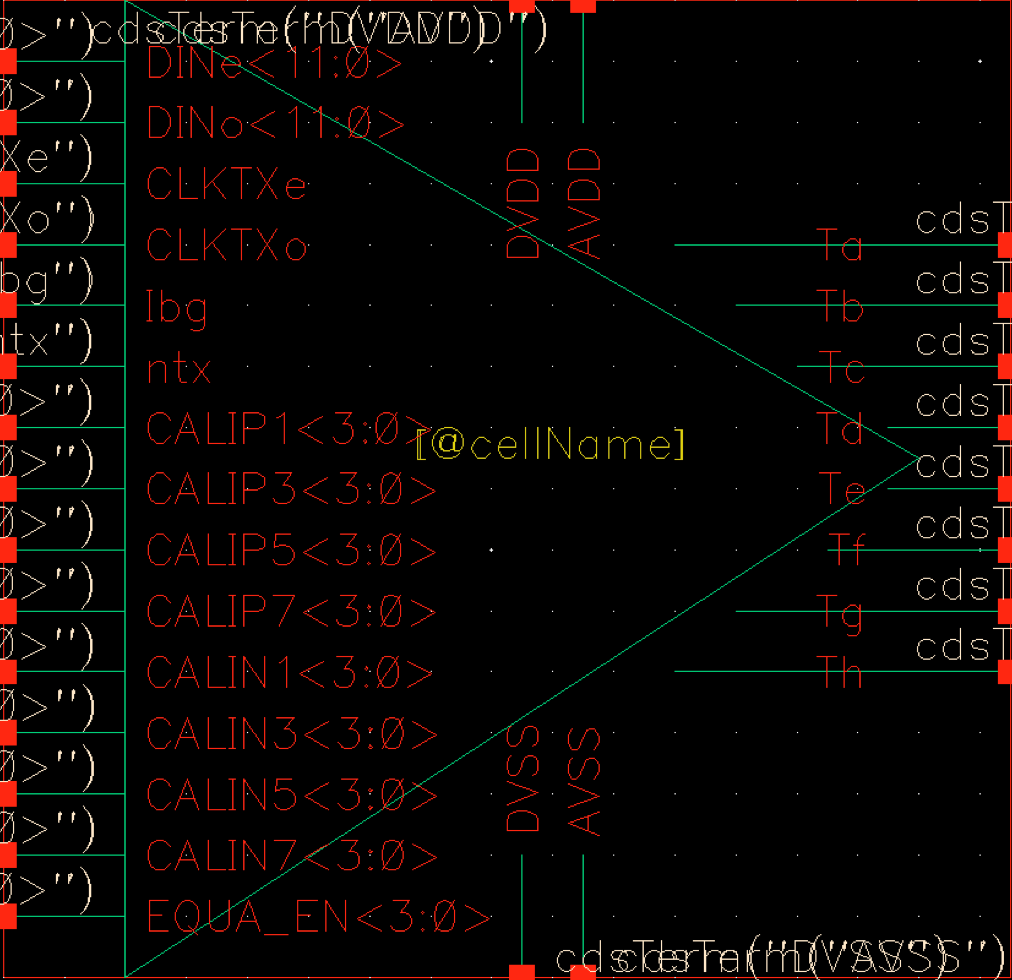 0>")
cdsTerm("DVDD")
cdsTerm("AVDD")
DINe<11:0>
0>")
DINo<11:0>
Xe")
CLKTXe
DVDD
AVDD
Xo")
CLKTXo
Ta
cdsT
bg")
Ibg
Tb
cdsT
ntx")
ntx
Tc
cdsT
0>")
CALIP1<3:0>
[@cellName]
Td
cdsT
0>")
CALIP3<3:0>
Te
cdsT
0>")
CALIP5<3:0>
Tf
cdsT
0>")
CALIP7<3:0>
Tg
cdsT
0>")
CALIN1<3:0>
Th
cdsT
0>")
CALIN3<3:0>
DVSS
AVSS
0>")
CALIN5<3:0>
0>")
CALIN7<3:0>
0>")
EQUA_EN<3:0>
cdsTerm("DVSS")
cdsTerm("AVSS")